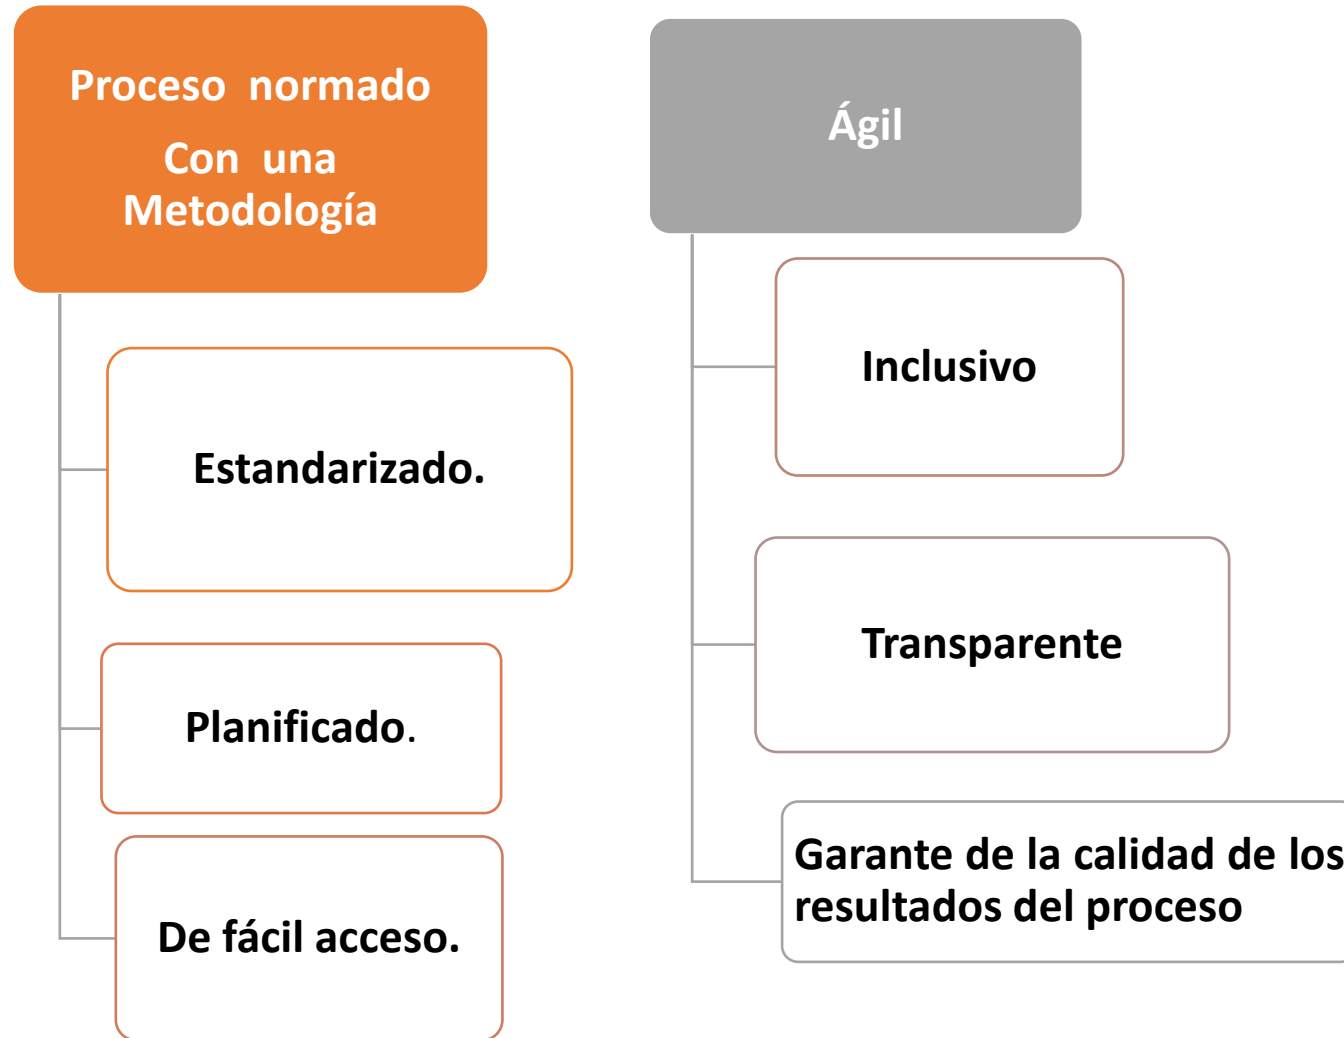 Proceso normado
Con una
Metodología
Estandarizado.
Planificado.
De fácil acceso.
Ágil
Inclusivo
Transparente
Garante de la calidad de los
resultados del proceso